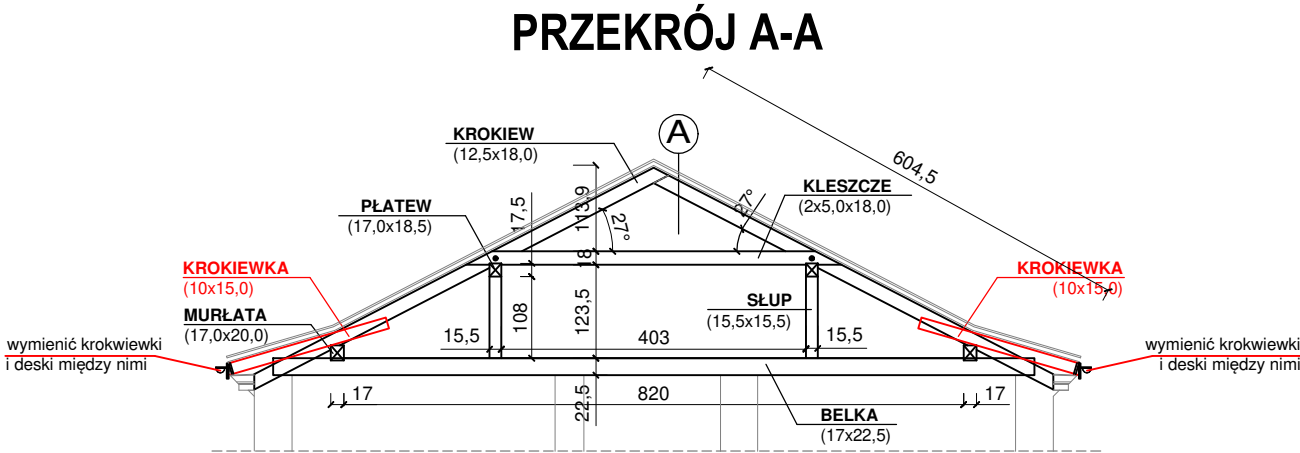 PRZEKRÓJ A-A
A
KROKIEW
(12,5x18,0)
604,5
KLESZCZE
(2x5,0x18,0)
PŁATEW
(17,0x18,5)
17,5
113,9
27°
27°
18
KROKIEWKA
(10x15,0)
KROKIEWKA
(10x15,0)
MURŁATA
(17,0x20,0)
SŁUP
(15,5x15,5)
108
123,5
15,5
403
15,5
wymienić krokwiewki
i deski między nimi
wymienić krokwiewki
i deski między nimi
17
820
17
22,5
BELKA
(17x22,5)